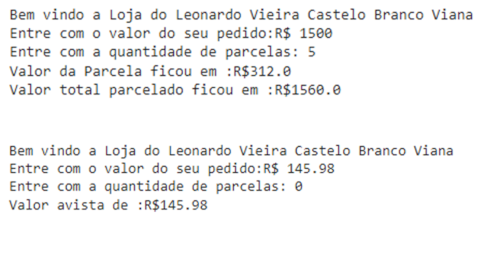 Bem vindo a Loja do Leonardo Vieira Castelo Branco Viana
Entre com o valor do seu pedido:R$ 1500
Entre com a quantidade de parcelas: 5
Valor da Parcela ficou em :R$312.0
Valor total parcelado ficou em :R$1560.0
Bem vindo a Loja do Leonardo Vieira Castelo Branco Viana
Entre com o valor do seu pedido:R$ 145.98
Entre com a quantidade de parcelas: 0
Valor avista de :R$145.98